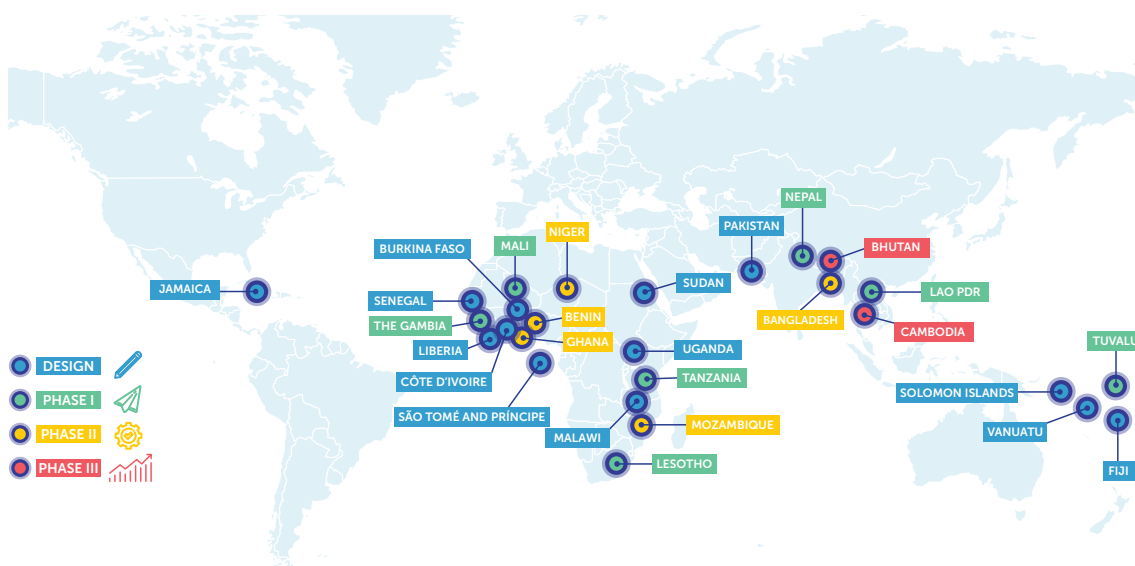 NEPAL
PAKISTAN
NIGER
BHUTAN
BURKINA FASO
MALI
SUDAN
JAMAICA
LAO PDR
SENEGAL
BENIN
BANGLADESH
THE GAMBIA
CAMBODIA
GHANA
TUVALU
LIBERIA
UGANDA
DESIGN
TANZANIA
CÔTE D'IVOIRE
SOLOMON ISLANDS
PHASE I
SÃO TOMÉ AND PRÍNCIPE
MOZAMBIQUE
VANUATU
PHASE II
MALAWI
LESOTHO
PHASE III
FIJI